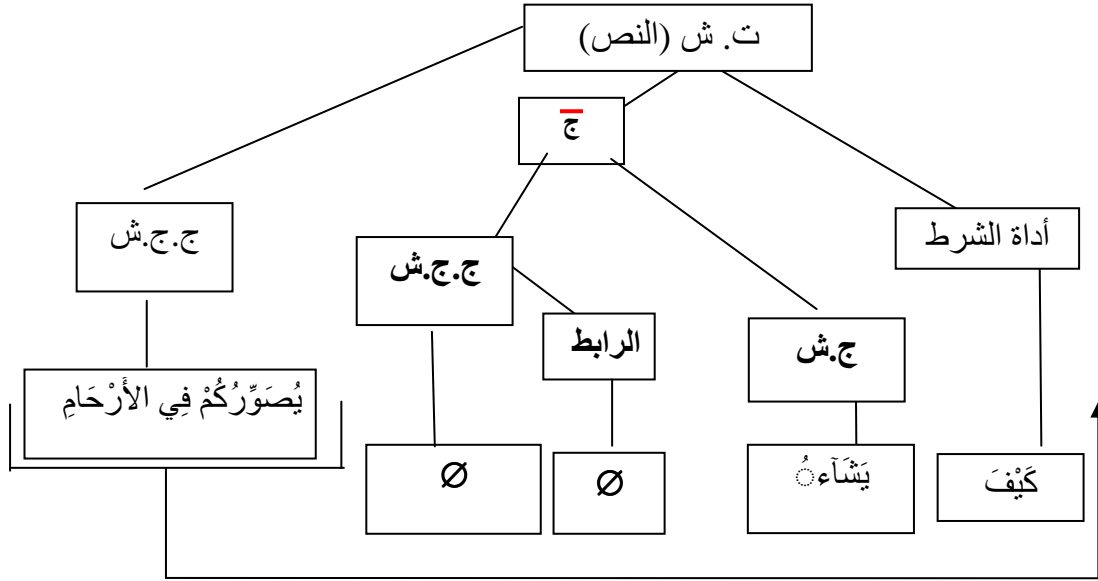 ت. ش (النص)
ج
أداة الشرط
ج.ج.ش
ج.ج.ش
الرابط
ج.ش
يُصَوِّرُكُمْ فِي الأَرْحَامِ
كَيْفَ
يَشَآءُ
Ø
Ø